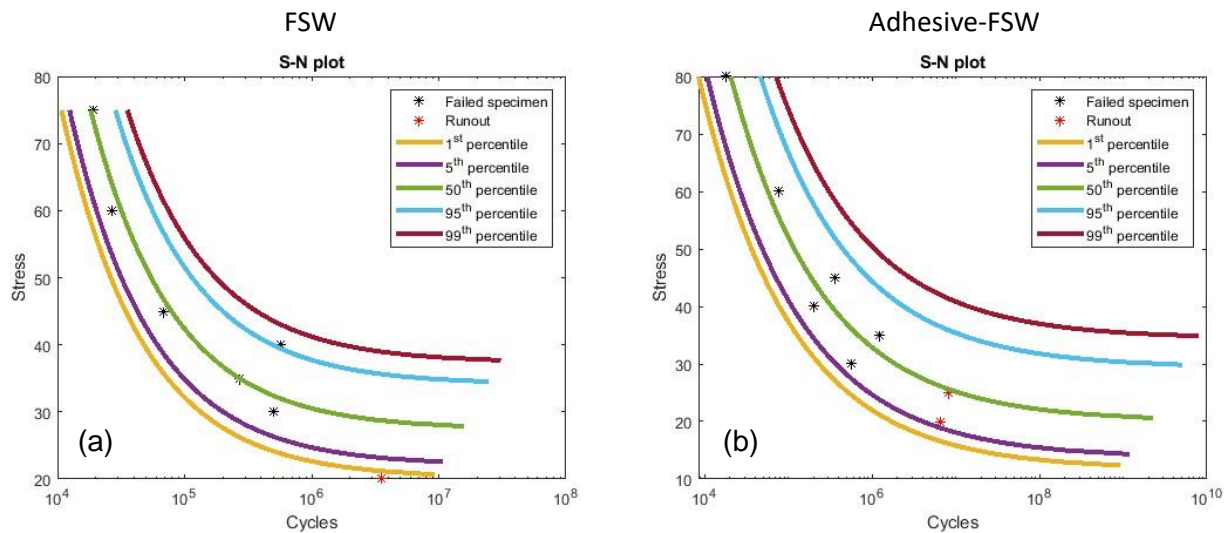 FSW
S-N plot
80
70
60
50
40
30
20
Stress
10^4
10^5
10^6
10^7
10^8
Cycles
Failed specimen
Runout
1st percentile
5th percentile
50th percentile
95th percentile
99th percentile
(a)
Adhesive-FSW
S-N plot
80
70
60
50
40
30
20
10
Stress
10^4
10^6
10^8
10^10
Cycles
Failed specimen
Runout
1st percentile
5th percentile
50th percentile
95th percentile
99th percentile
(b)